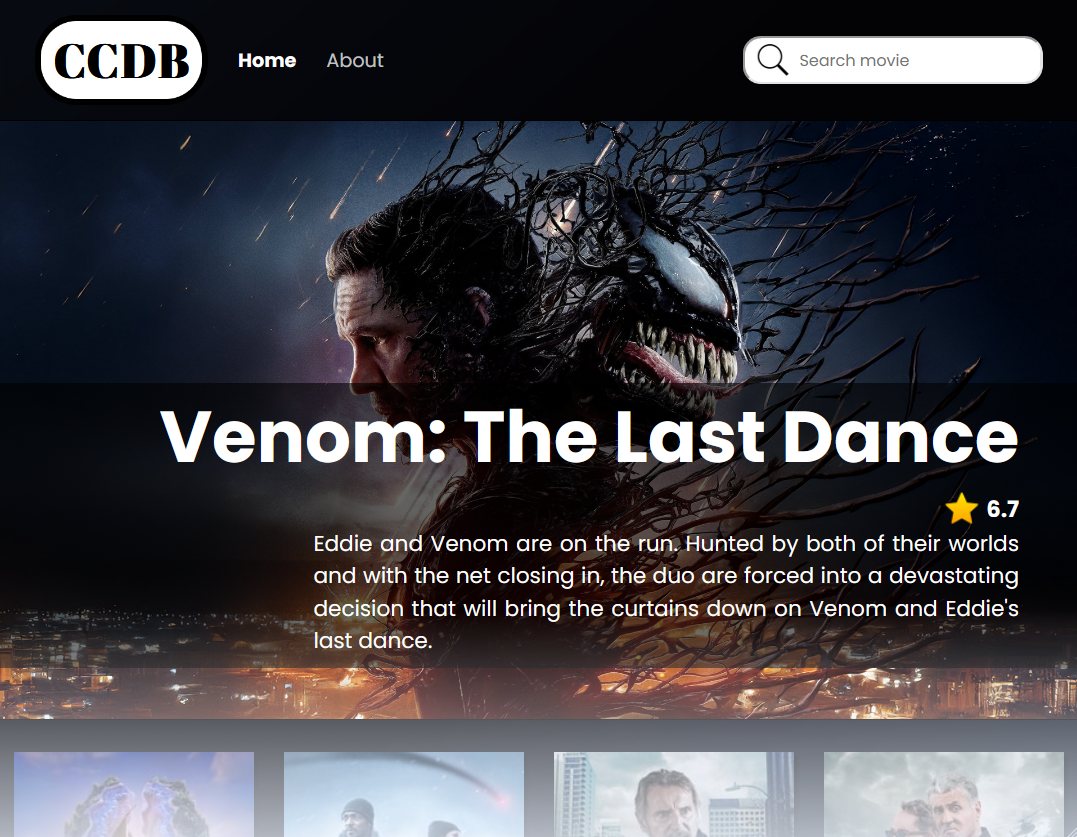 CCDB
Home
About
Search movie
Venom: The Last Dance
6.7
Eddie and Venom are on the run. Hunted by both of their worlds
and with the net closing in, the duo are forced into a devastating
decision that will bring the curtains down on Venom and Eddie's
last dance.